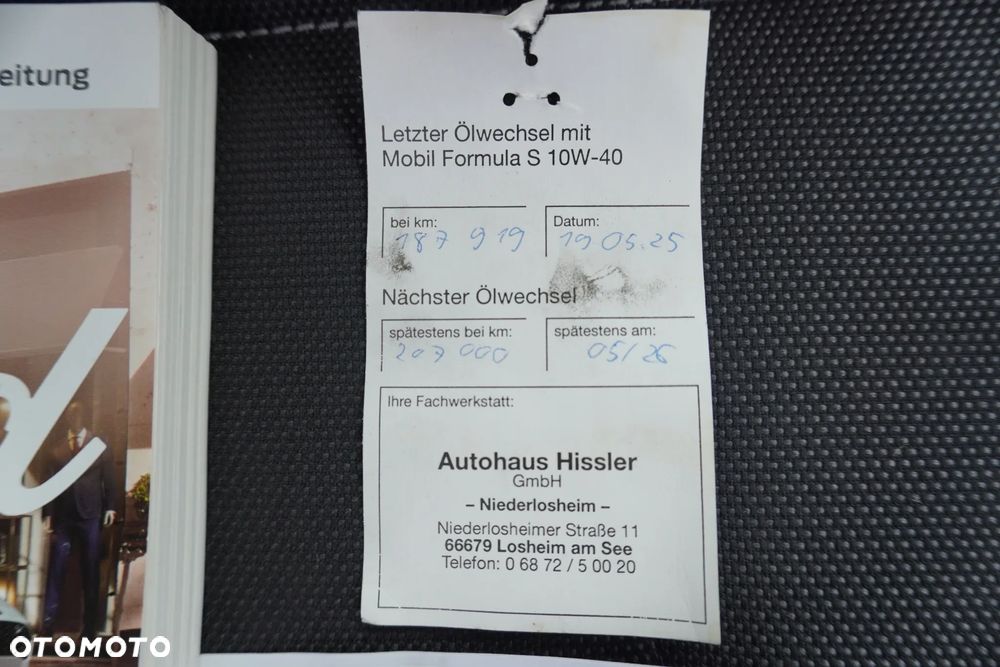 eitung
Letzter Ölwechsel mit
Mobil Formula S 10W-40
bei km:
187 919
Datum:
19 05.25
Nächster Ölwechsel
spätestens bei km:
207 000
spätestens am:
05/26
Ihre Fachwerkstatt:
Autohaus Hissler
GmbH
– Niederlosheim –
Niederlosheimer Straße 11
66679 Losheim am See
Telefon: 0 68 72 / 5 00 20
d
OTOMOTO